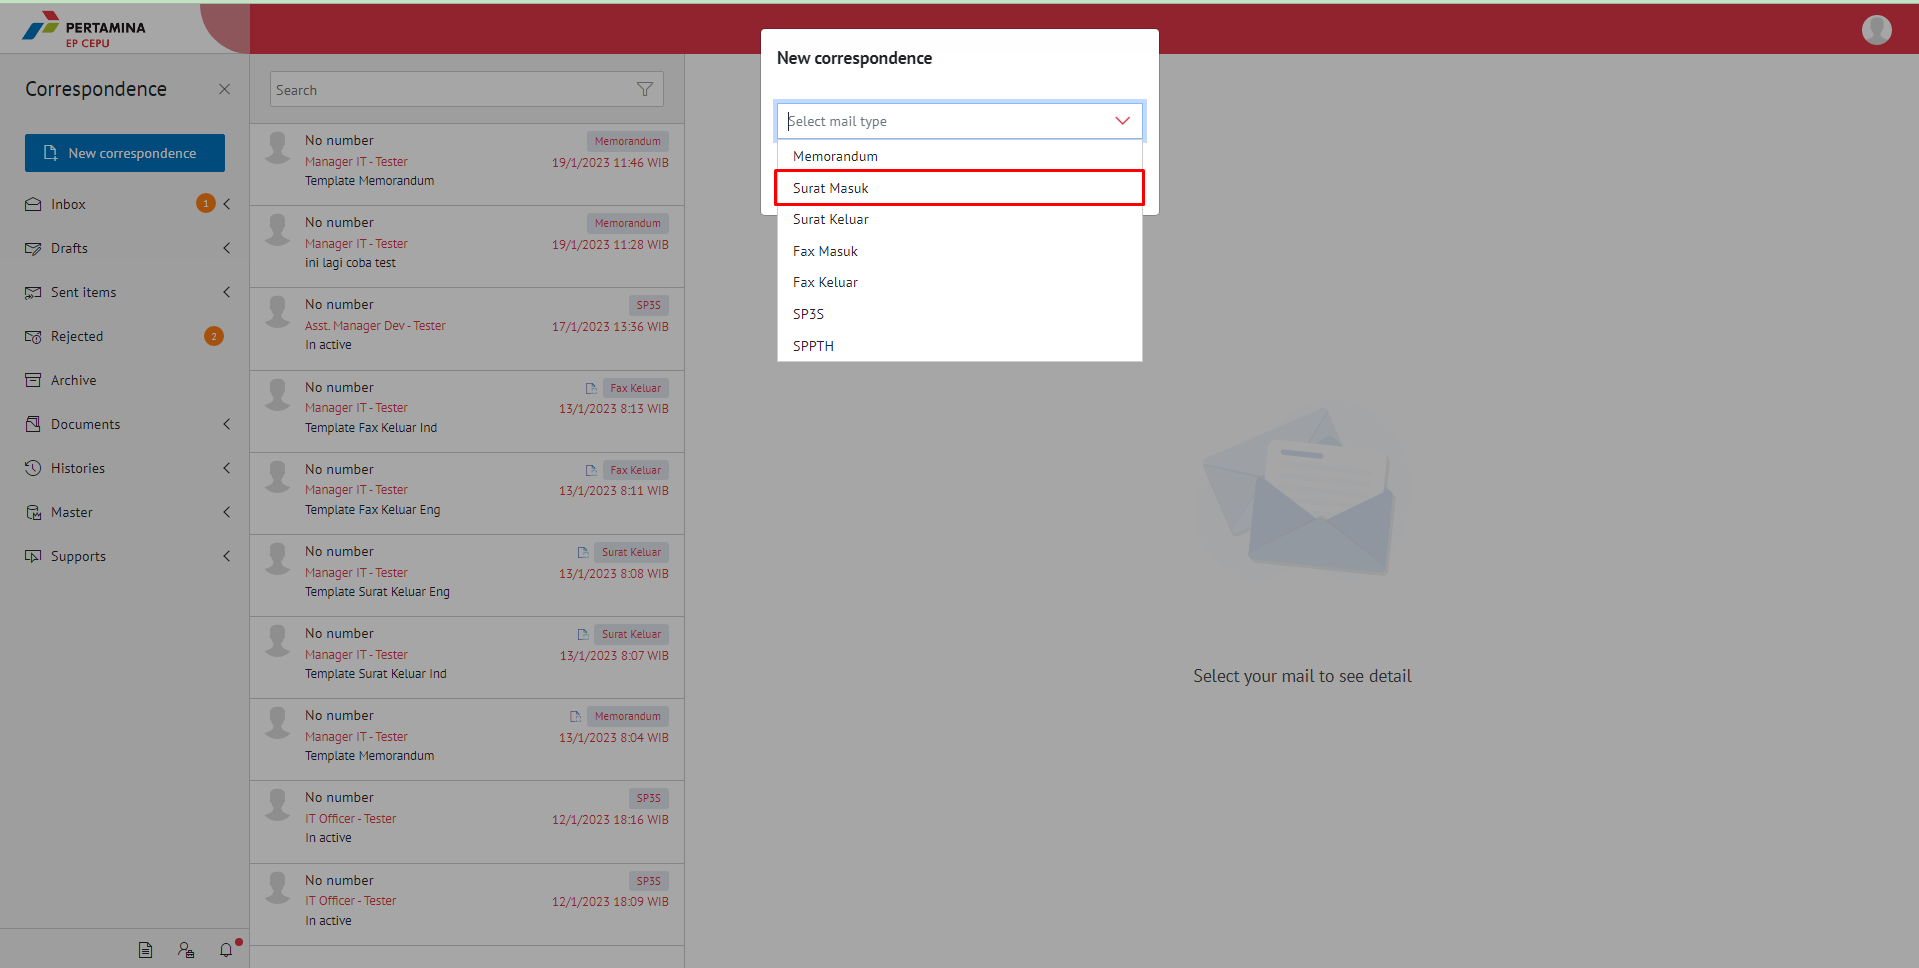 PERTAMINA
EP CEPU
Correspondence
New correspondence
Inbox
1
Drafts
Sent items
Rejected
2
Archive
Documents
Histories
Master
Supports
Search
No number
Memorandum
Manager IT - Tester
19/1/2023 11:46 WIB
Template Memorandum
No number
Memorandum
Manager IT - Tester
19/1/2023 11:28 WIB
ini lagi coba test
No number
SP3S
Asst. Manager Dev - Tester
17/1/2023 13:36 WIB
In active
No number
Fax Keluar
Manager IT - Tester
13/1/2023 8:13 WIB
Template Fax Keluar Ind
No number
Fax Keluar
Manager IT - Tester
13/1/2023 8:11 WIB
Template Fax Keluar Eng
No number
Surat Keluar
Manager IT - Tester
13/1/2023 8:08 WIB
Template Surat Keluar Eng
No number
Surat Keluar
Manager IT - Tester
13/1/2023 8:07 WIB
Template Surat Keluar Ind
No number
Memorandum
Manager IT - Tester
13/1/2023 8:04 WIB
Template Memorandum
No number
SP3S
IT Officer - Tester
12/1/2023 18:16 WIB
In active
No number
SP3S
IT Officer - Tester
12/1/2023 18:09 WIB
In active
New correspondence
Select mail type
Memorandum
Surat Masuk
Surat Keluar
Fax Masuk
Fax Keluar
SP3S
SPPTH
Select your mail to see detail